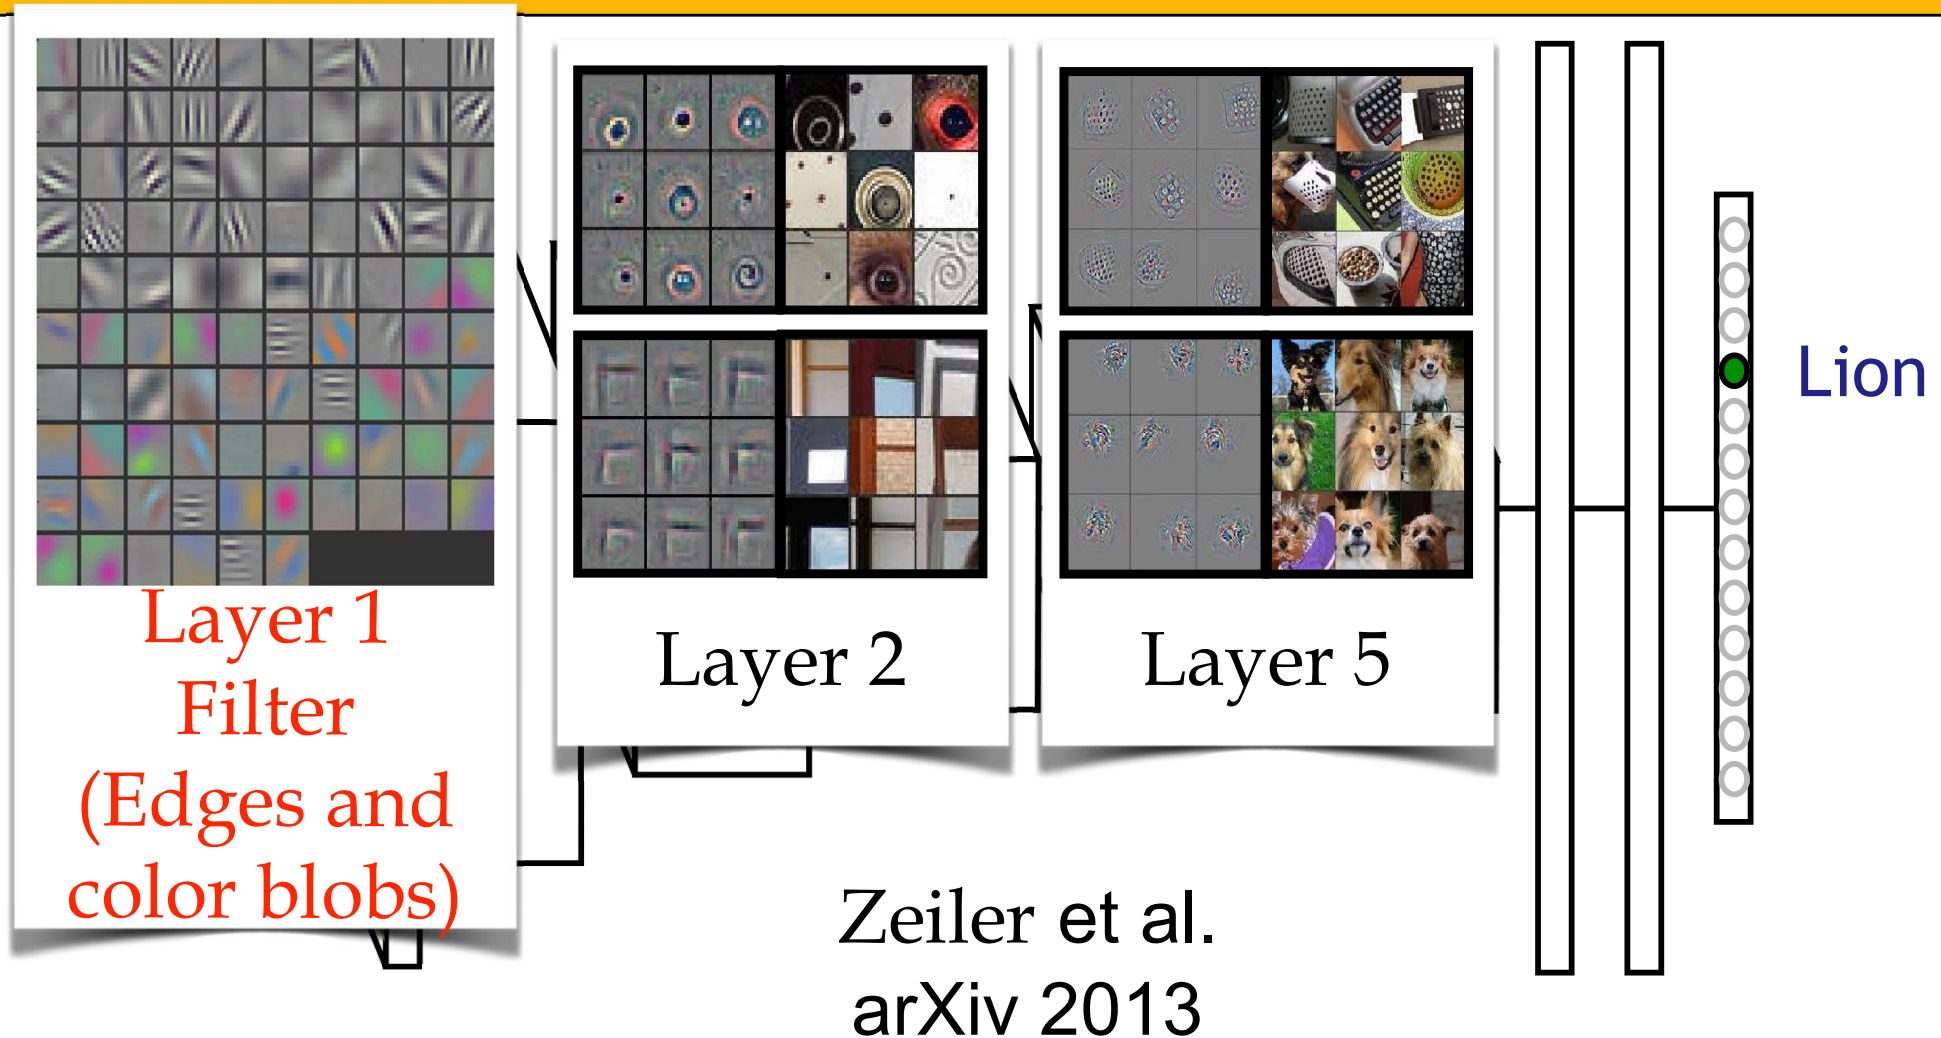 Layer 1
Filter
(Edges and
color blobs)
Layer 2
Layer 5
Lion
Zeiler et al.
arXiv 2013